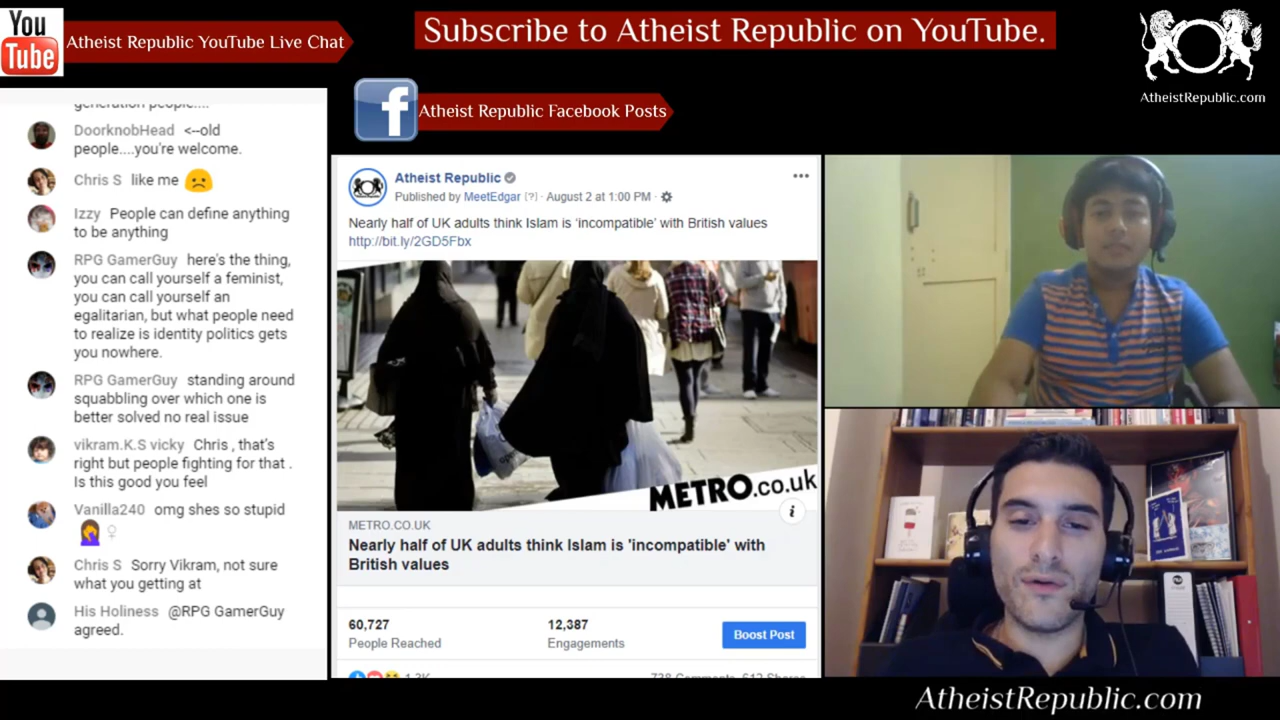 You
Tube
Atheist Republic YouTube Live Chat
Subscribe to Atheist Republic on YouTube.
AtheistRepublic.com
Atheist Republic Facebook Posts
generation people....
DoorknobHead <--old
people....you're welcome.
Chris S like me
Izzy People can define anything
to be anything
RPG GamerGuy here's the thing,
you can call yourself a feminist,
you can call yourself an
egalitarian, but what people need
to realize is identity politics gets
you nowhere.
RPG GamerGuy standing around
squabbling over which one is
better solved no real issue
vikram.K.S vicky Chris , that's
right but people fighting for that .
Is this good you feel
Vanilla240 omg shes so stupid
Chris S Sorry Vikram, not sure
what you getting at
His Holiness @RPG GamerGuy
agreed.
Atheist Republic
Published by MeetEdgar [?] · August 2 at 1:00 PM ·
Nearly half of UK adults think Islam is 'incompatible' with British values
http://bit.ly/2GD5Fbx
METRO.co.uk
METRO.CO.UK
Nearly half of UK adults think Islam is 'incompatible' with
British values
60,727
People Reached
12,387
Engagements
Boost Post
1.3K
738 Comments 612 Shares
AtheistRepublic.com